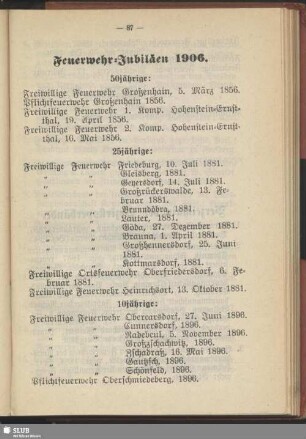 — 87 —
Feuerwehr-Jubiläen 1906.
50jährige:
Freiwillige Feuerwehr Großenhain, 5. März 1856.
Pflichtfeuerwehr Großenhain 1856.
Freiwillige Feuerwehr 1. Komp. Hohenstein-Ernst-
thal, 19. April 1856.
Freiwillige Feuerwehr 2. Komp. Hohenstein-Ernst-
thal, 16. Mai 1856.
25jährige:
Freiwillige Feuerwehr Friedeburg, 10. Juli 1881.
„ „ Gleisberg, 1881.
„ „ Geyersdorf, 14. Juli 1881.
„ „ Großrückerswalde, 13. Fe-
bruar 1881.
„ „ Brunndöbra, 1881.
„ „ Lauter, 1881.
„ „ Göda, 27. Dezember 1881.
„ „ Brauna, 1. April 1881.
„ „ Großhennersdorf, 25. Juni
1881.
„ „ Kottmarsdorf, 1881.
Freiwillige Ortsfeuerwehr Oberfriedersdorf, 6. Fe-
bruar 1881.
Freiwillige Feuerwehr Heinrichsort, 13. Oktober 1881.
10jährige:
Freiwillige Feuerwehr Obercarsdorf, 27. Juni 1896.
„ „ Cunnersdorf, 1896.
„ „ Radebeul, 5. November 1896.
„ „ Großzschachwitz, 1896.
„ „ Zschadraß, 16. Mai 1896.
„ „ Gautzsch, 1896.
„ „ Schönfeld, 1896.
Pflichtfeuerwehr Oberschmiedeberg, 1896.
SLUB